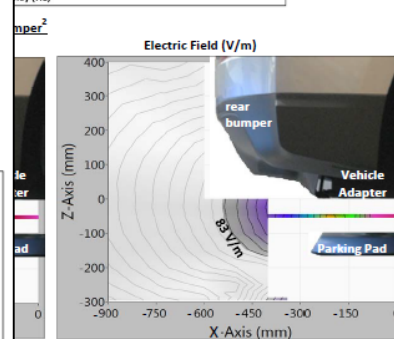 mper²
Electric Field (V/m)
400
300
200
100
0
-100
-200
-300
Z-Axis (mm)
rear
bumper
Vehicle
Adapter
83 V/m
Parking Pad
-900 -750 -600 -450 -300 -150
X-Axis (mm)
cle
ter
ad
0